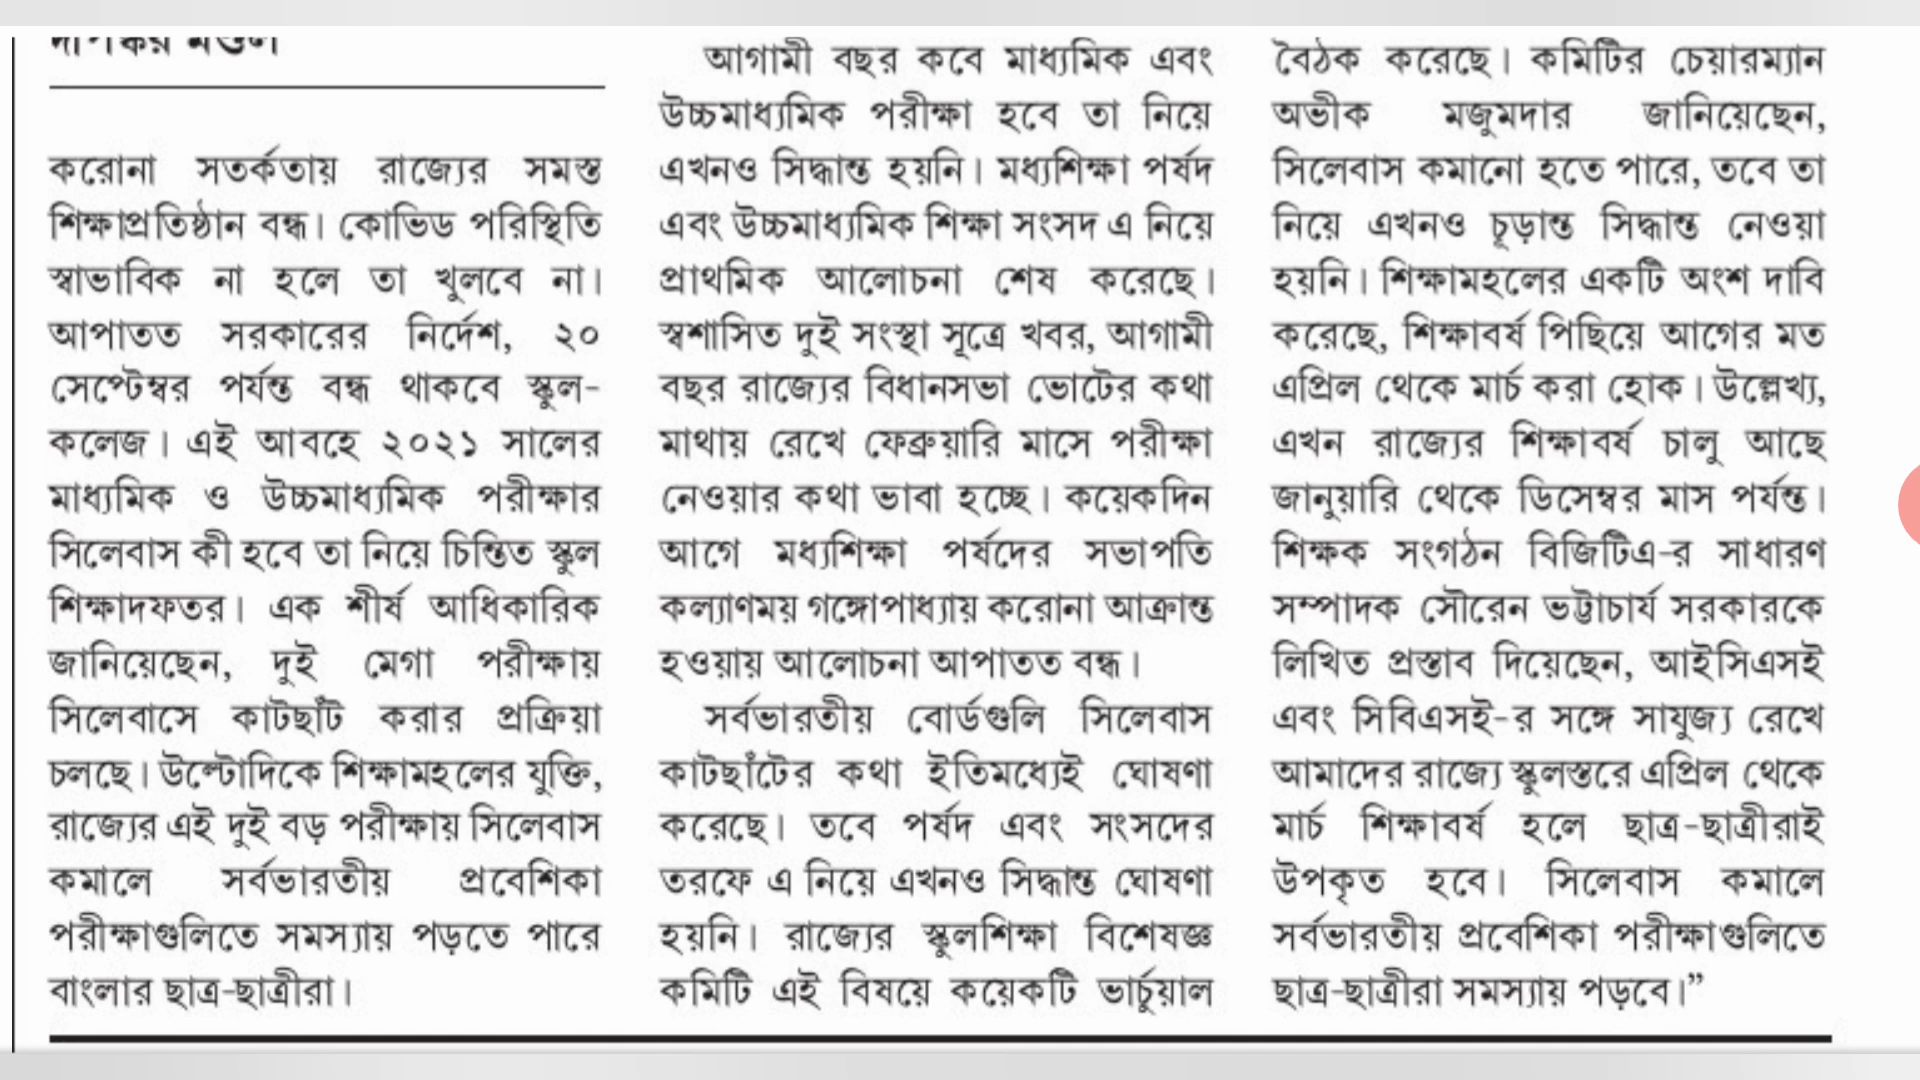 দীপঙ্কর মণ্ডল
করোনা সতর্কতায় রাজ্যের সমস্ত
শিক্ষাপ্রতিষ্ঠান বন্ধ। কোভিড পরিস্থিতি
স্বাভাবিক না হলে তা খুলবে না।
আপাতত সরকারের নির্দেশ, ২০
সেপ্টেম্বর পর্যন্ত বন্ধ থাকবে স্কুল-
কলেজ। এই আবহে ২০২১ সালের
মাধ্যমিক ও উচ্চমাধ্যমিক পরীক্ষার
সিলেবাস কী হবে তা নিয়ে চিন্তিত স্কুল
শিক্ষাদফতর। এক শীর্ষ আধিকারিক
জানিয়েছেন, দুই মেগা পরীক্ষায়
সিলেবাসে কাটছাঁট করার প্রক্রিয়া
চলছে। উল্টোদিকে শিক্ষামহলের যুক্তি,
রাজ্যের এই দুই বড় পরীক্ষায় সিলেবাস
কমালে সর্বভারতীয় প্রবেশিকা
পরীক্ষাগুলিতে সমস্যায় পড়তে পারে
বাংলার ছাত্র-ছাত্রীরা।
আগামী বছর কবে মাধ্যমিক এবং
উচ্চমাধ্যমিক পরীক্ষা হবে তা নিয়ে
এখনও সিদ্ধান্ত হয়নি। মধ্যশিক্ষা পর্ষদ
এবং উচ্চমাধ্যমিক শিক্ষা সংসদ এ নিয়ে
প্রাথমিক আলোচনা শেষ করেছে।
স্বশাসিত দুই সংস্থা সূত্রে খবর, আগামী
বছর রাজ্যের বিধানসভা ভোটের কথা
মাথায় রেখে ফেব্রুয়ারি মাসে পরীক্ষা
নেওয়ার কথা ভাবা হচ্ছে। কয়েকদিন
আগে মধ্যশিক্ষা পর্ষদের সভাপতি
কল্যাণময় গঙ্গোপাধ্যায় করোনা আক্রান্ত
হওয়ায় আলোচনা আপাতত বন্ধ।
সর্বভারতীয় বোর্ডগুলি সিলেবাস
কাটছাঁটের কথা ইতিমধ্যেই ঘোষণা
করেছে। তবে পর্ষদ এবং সংসদের
তরফে এ নিয়ে এখনও সিদ্ধান্ত ঘোষণা
হয়নি। রাজ্যের স্কুলশিক্ষা বিশেষজ্ঞ
কমিটি এই বিষয়ে কয়েকটি ভার্চুয়াল
বৈঠক করেছে। কমিটির চেয়ারম্যান
অভীক মজুমদার জানিয়েছেন,
সিলেবাস কমানো হতে পারে, তবে তা
নিয়ে এখনও চূড়ান্ত সিদ্ধান্ত নেওয়া
হয়নি। শিক্ষামহলের একটি অংশ দাবি
করেছে, শিক্ষাবর্ষ পিছিয়ে আগের মত
এপ্রিল থেকে মার্চ করা হোক। উল্লেখ্য,
এখন রাজ্যের শিক্ষাবর্ষ চালু আছে
জানুয়ারি থেকে ডিসেম্বর মাস পর্যন্ত।
শিক্ষক সংগঠন বিজিটিএ-র সাধারণ
সম্পাদক সৌরেন ভট্টাচার্য সরকারকে
লিখিত প্রস্তাব দিয়েছেন, আইসিএসই
এবং সিবিএসই-র সঙ্গে সাযুজ্য রেখে
আমাদের রাজ্যে স্কুলস্তরে এপ্রিল থেকে
মার্চ শিক্ষাবর্ষ হলে ছাত্র-ছাত্রীরাই
উপকৃত হবে। সিলেবাস কমালে
সর্বভারতীয় প্রবেশিকা পরীক্ষাগুলিতে
ছাত্র-ছাত্রীরা সমস্যায় পড়বে।”